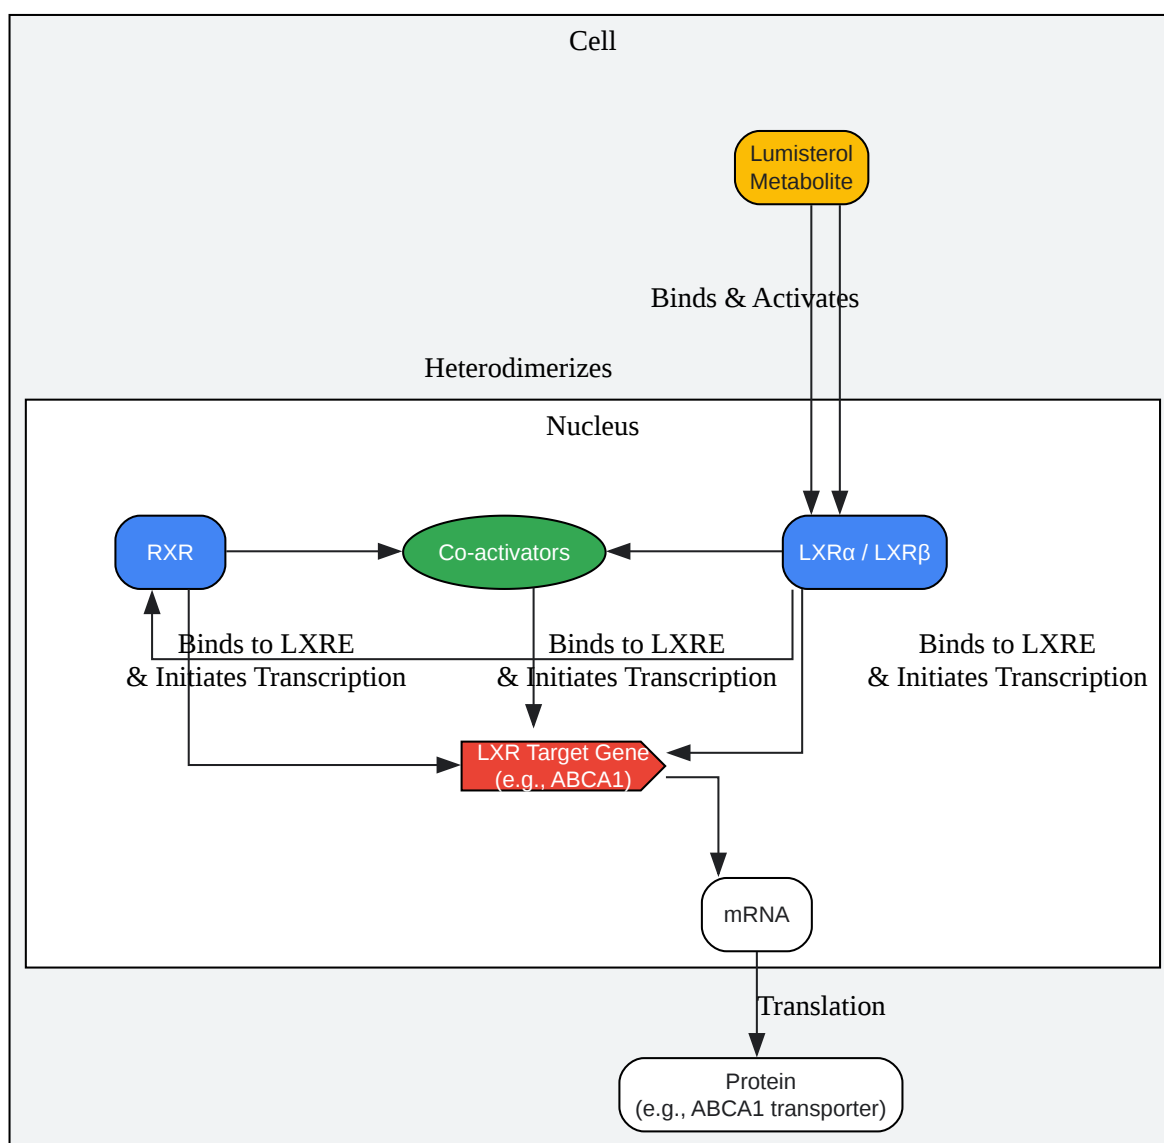 Cell
Lumisterol
Metabolite
Binds & Activates
Heterodimerizes
Nucleus
RXR
Co-activators
LXRα / LXRβ
Binds to LXRE
& Initiates Transcription
Binds to LXRE
& Initiates Transcription
Binds to LXRE
& Initiates Transcription
LXR Target Gene
(e.g., ABCA1)
mRNA
Translation
Protein
(e.g., ABCA1 transporter)